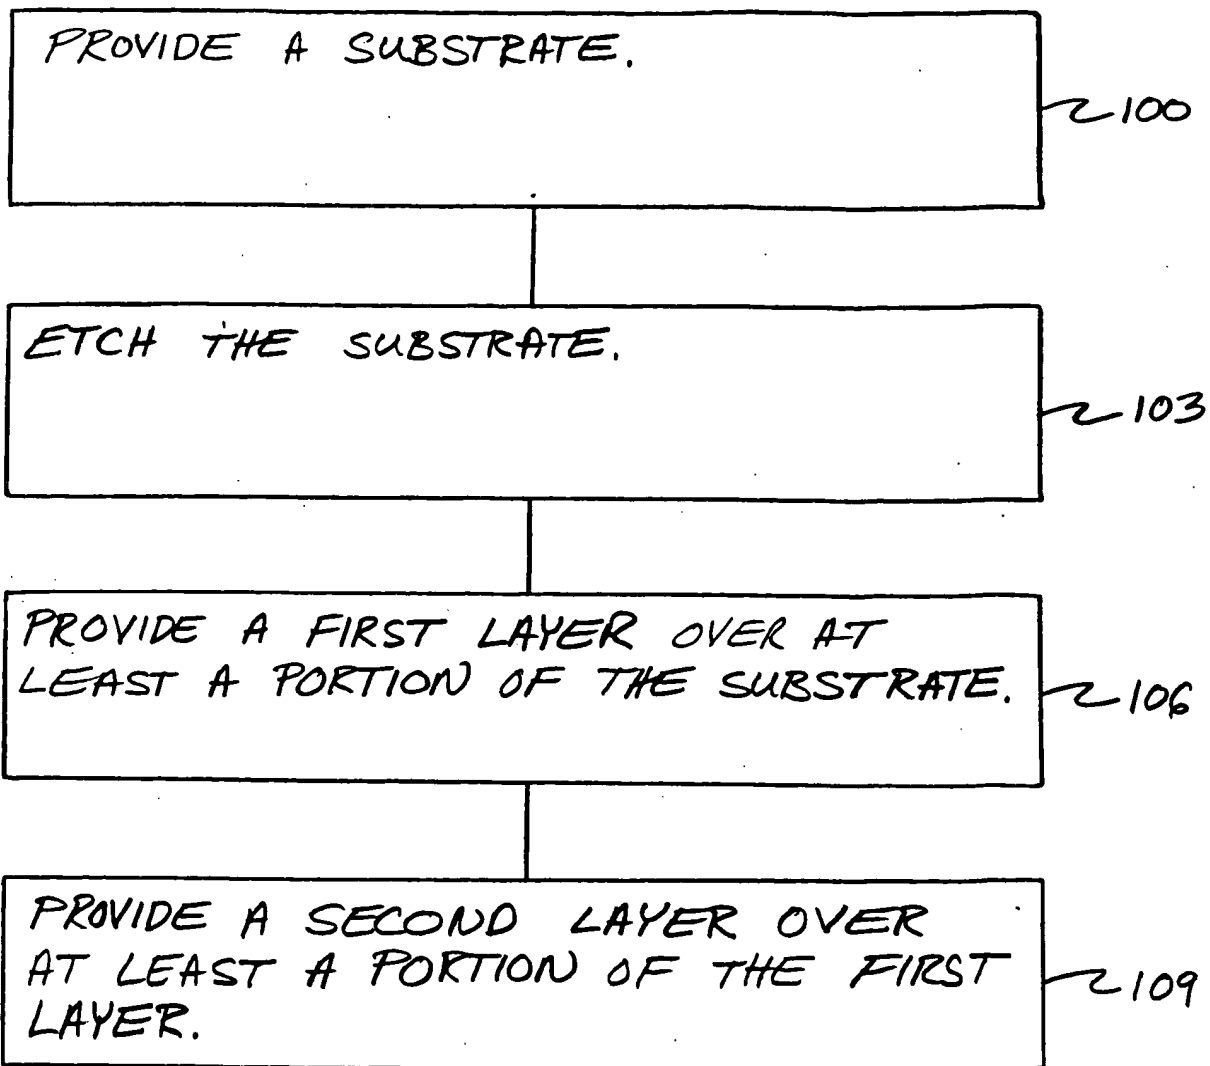 PROVIDE A SUBSTRATE.
100
ETCH THE SUBSTRATE.
103
PROVIDE A FIRST LAYER OVER AT
LEAST A PORTION OF THE SUBSTRATE.
106
PROVIDE A SECOND LAYER OVER
AT LEAST A PORTION OF THE FIRST
LAYER.
109